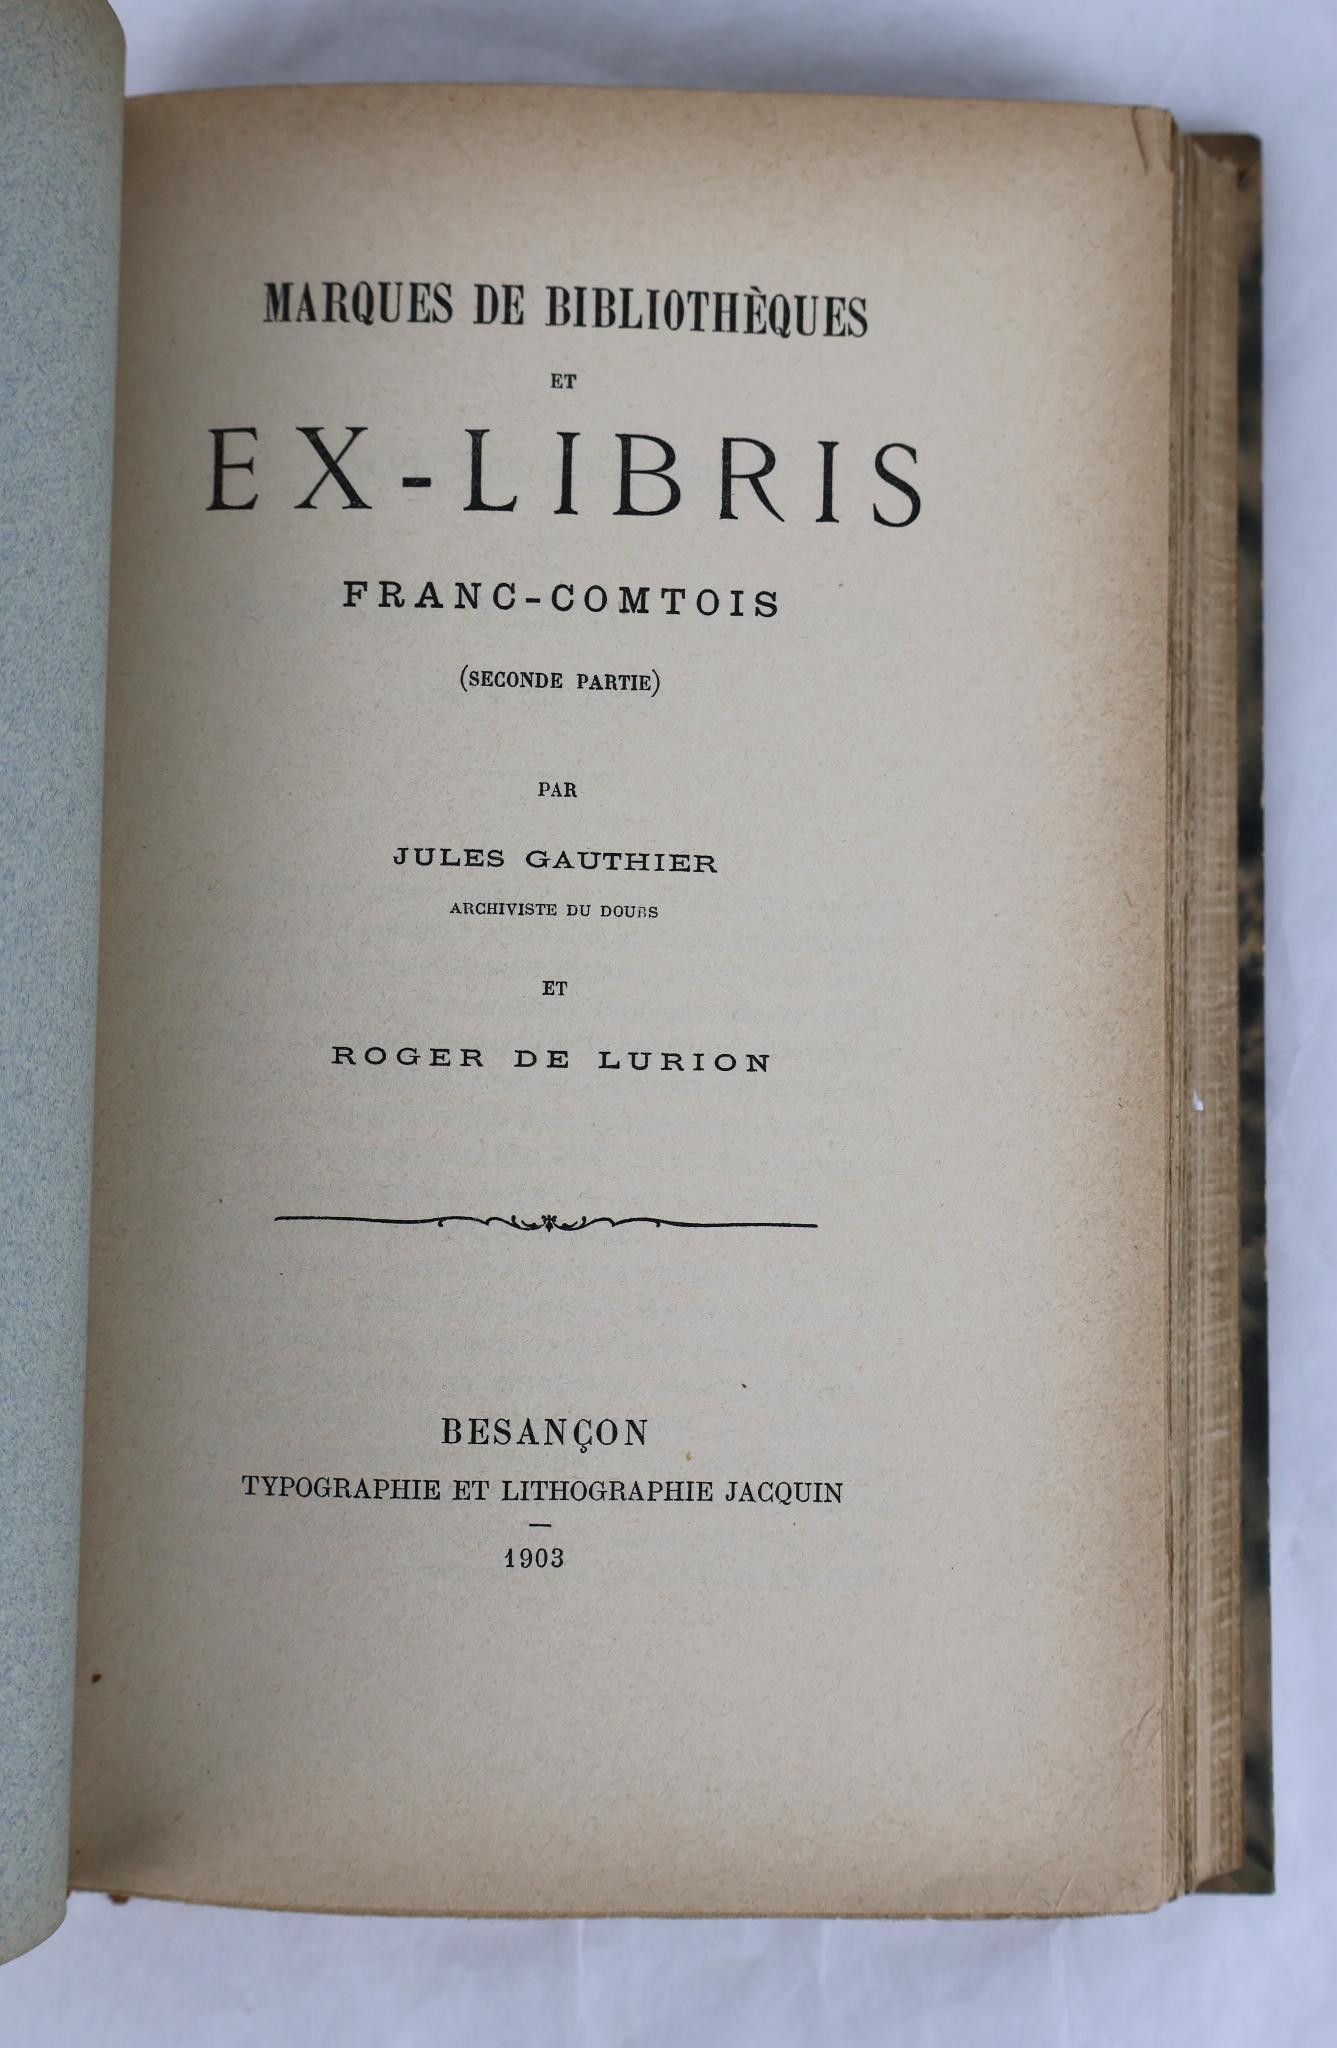 MARQUES DE BIBLIOTHÈQUES
ET
EX-LIBRIS
FRANC-COMTOIS
(SECONDE PARTIE)
PAR
JULES GAUTHIER
ARCHIVISTE DU DOUBS
ET
ROGER DE LURION
BESANÇON
TYPOGRAPHIE ET LITHOGRAPHIE JACQUIN
1903